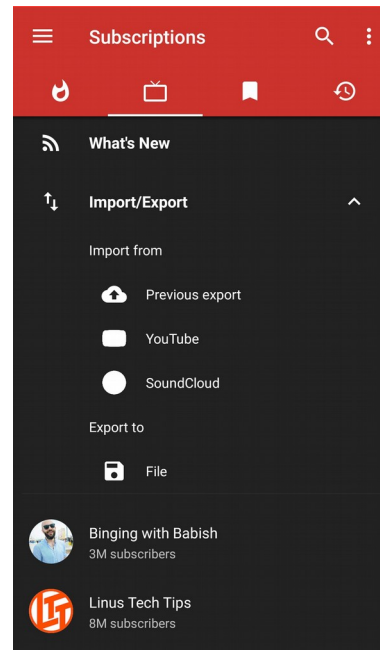 Subscriptions
What's New
Import/Export
Import from
Previous export
YouTube
SoundCloud
Export to
File
Binging with Babish
3M subscribers
LTT
Linus Tech Tips
8M subscribers